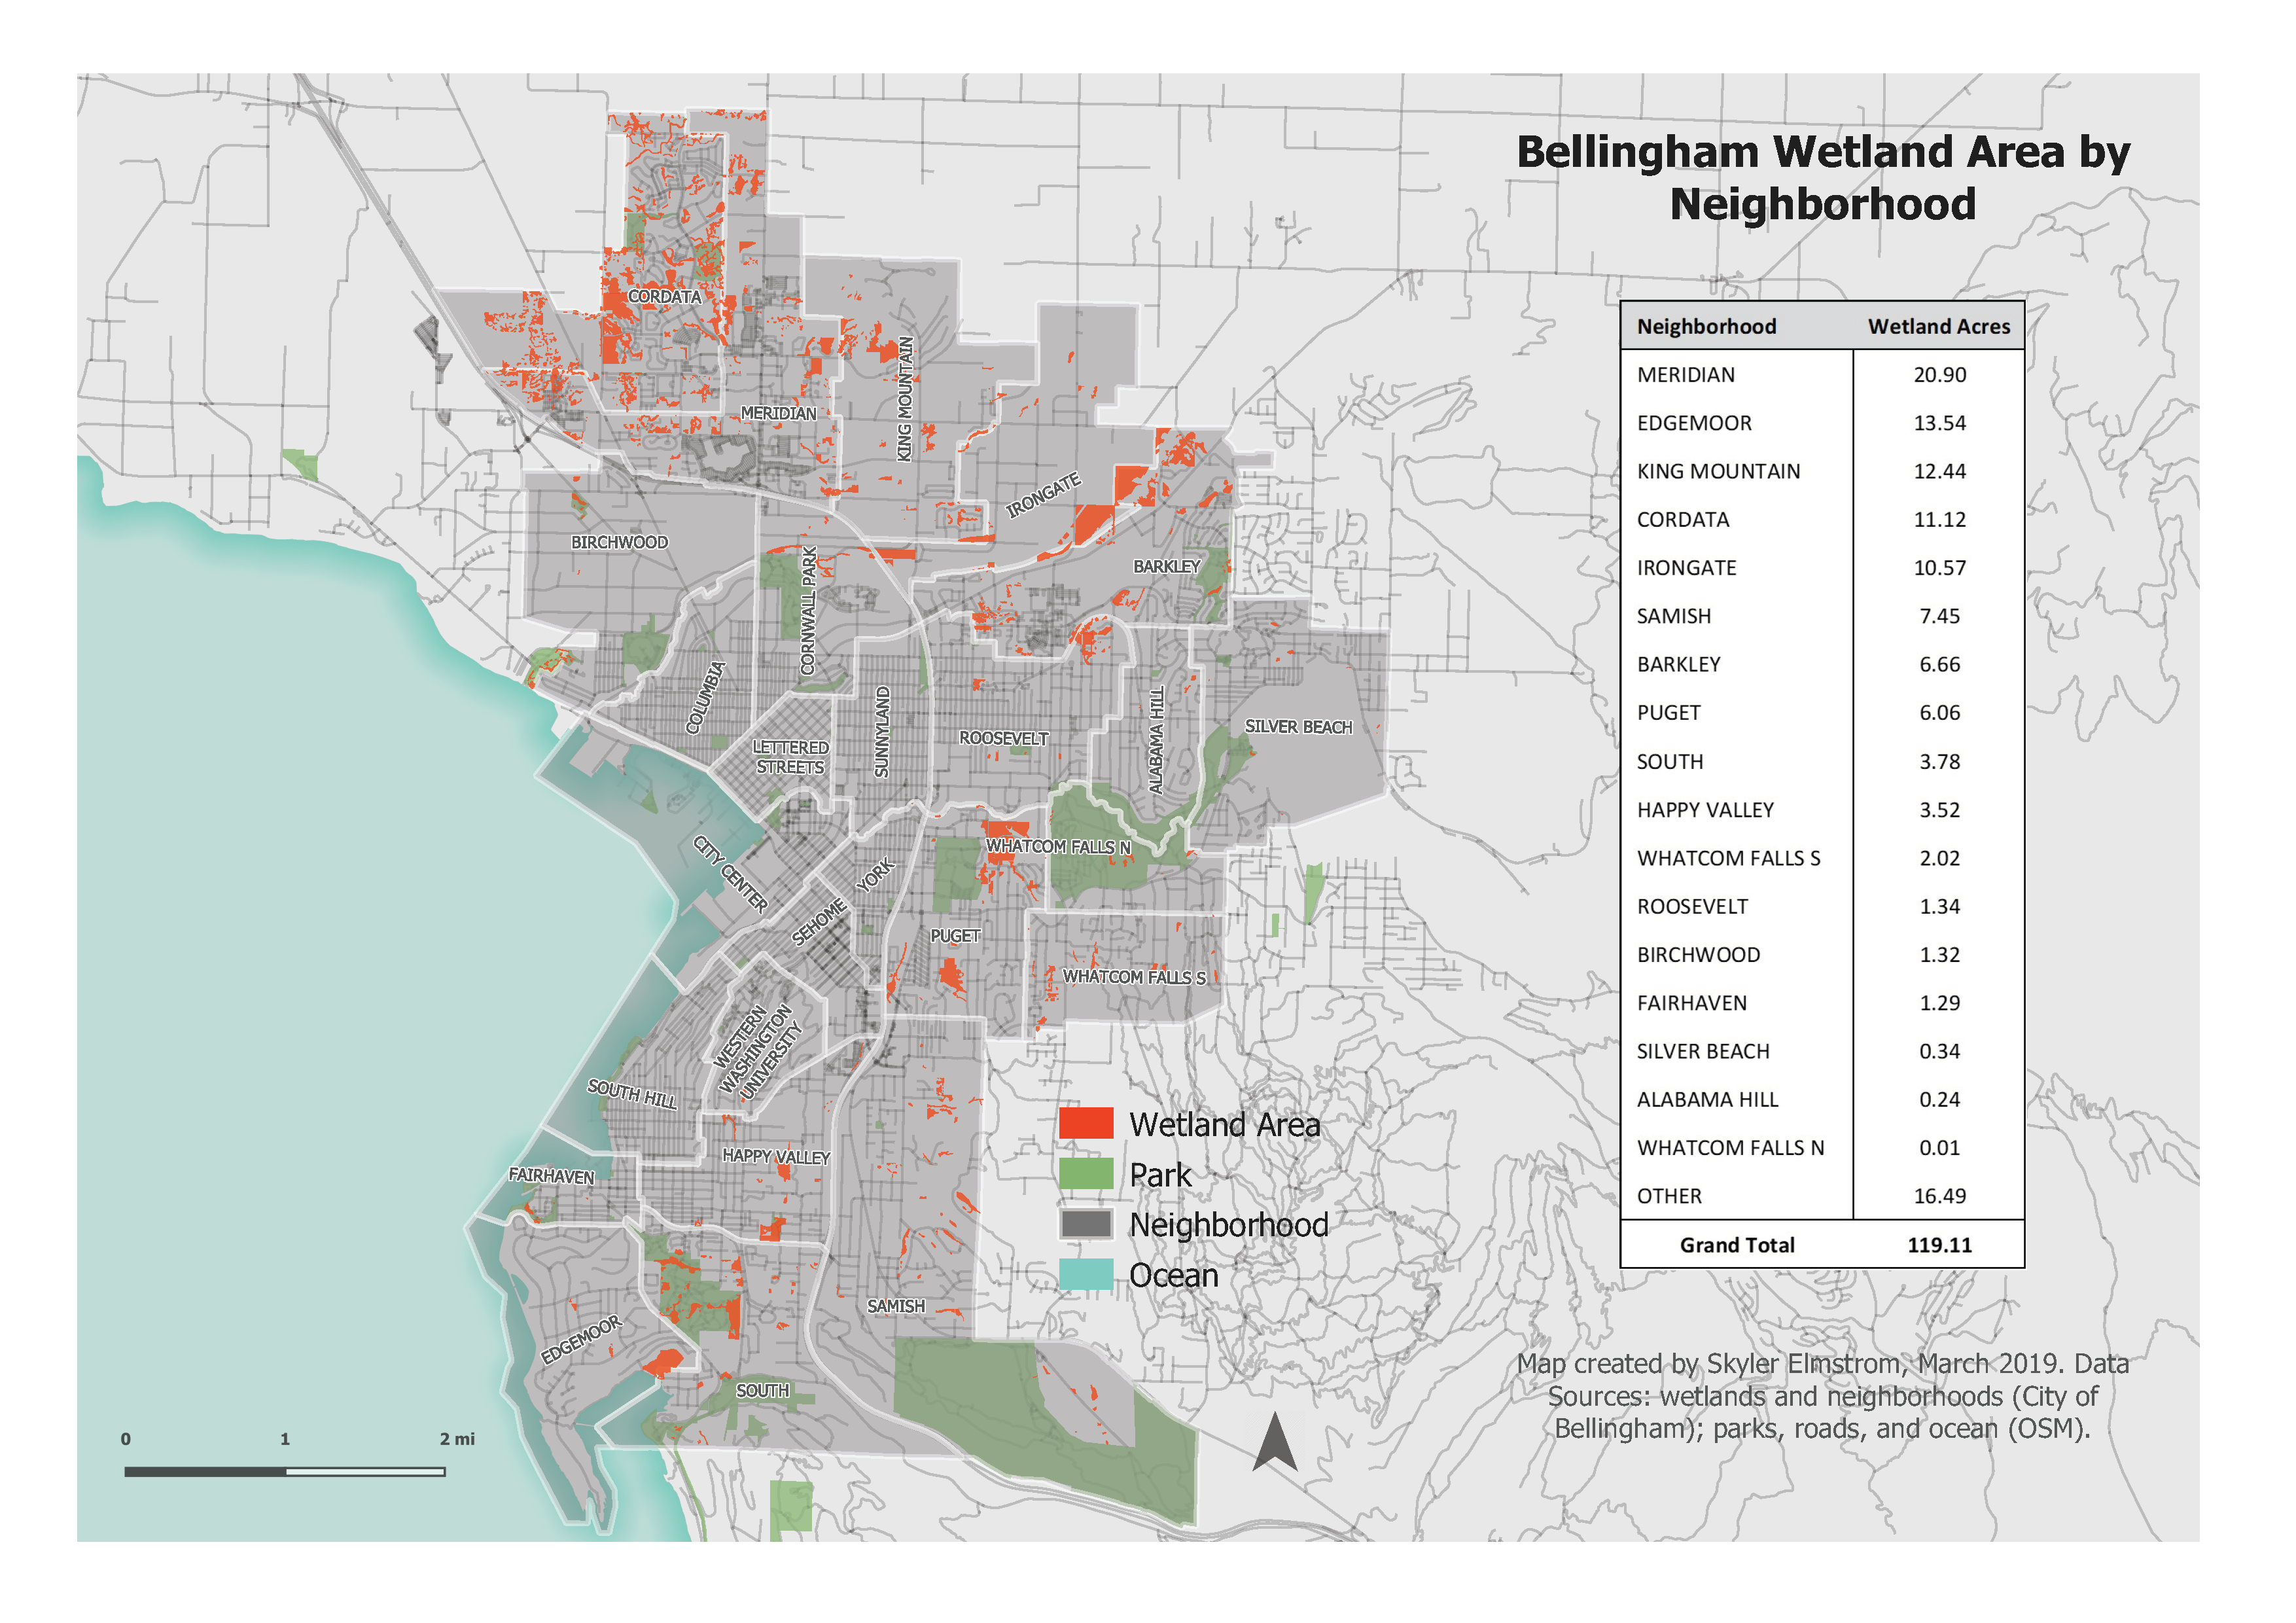 Bellingham Wetland Area by
Neighborhood
Neighborhood Wetland Acres
MERIDIAN 20.90
EDGEMOOR 13.54
KING MOUNTAIN 12.44
CORDATA 11.12
IRONGATE 10.57
SAMISH 7.45
BARKLEY 6.66
PUGET 6.06
SOUTH 3.78
HAPPY VALLEY 3.52
WHATCOM FALLS S 2.02
ROOSEVELT 1.34
BIRCHWOOD 1.32
FAIRHAVEN 1.29
SILVER BEACH 0.34
ALABAMA HILL 0.24
WHATCOM FALLS N 0.01
OTHER 16.49
Grand Total 119.11
CORDATA
MERIDIAN
KING MOUNTAIN
IRONGATE
BIRCHWOOD
CORNWALL PARK
BARKLEY
COLUMBIA
LETTERED
STREETS
SUNNYLAND
ROOSEVELT
ALABAMA HILL
SILVER BEACH
CITY CENTER
YORK
WHATCOM FALLS N
SEHOME
PUGET
WHATCOM FALLS S
WESTERN
WASHINGTON
UNIVERSITY
SOUTH HILL
HAPPY VALLEY
FAIRHAVEN
SAMISH
EDGEMOOR
SOUTH
Wetland Area
Park
Neighborhood
Ocean
0 1 2 mi
Map created by Skyler Elmstrom, March 2019. Data
Sources: wetlands and neighborhoods (City of
Bellingham); parks, roads, and ocean (OSM).